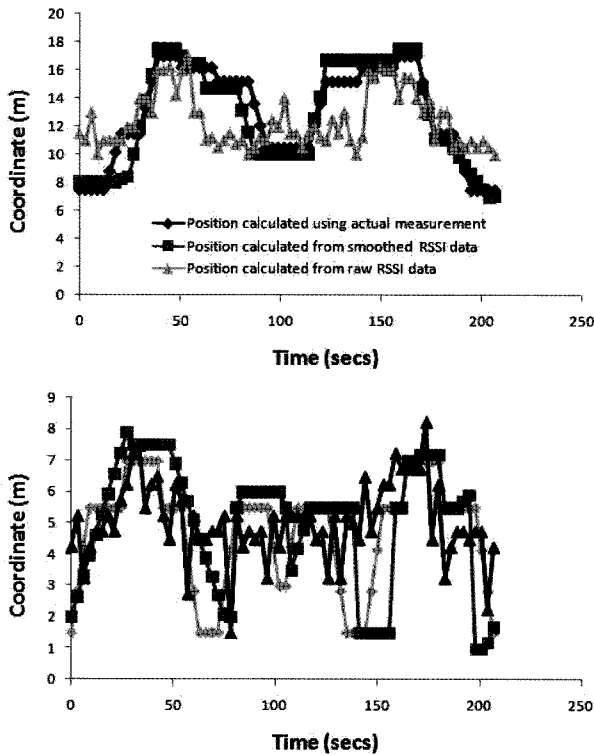 20
18
16
14
12
10
8
6
4
2
0
Coordinate (m)
Position calculated using actual measurement
Position calculated from smoothed RSSI data
Position calculated from raw RSSI data
0 50 100 150 200 250
Time (secs)
9
8
7
6
5
4
3
2
1
0
Coordinate (m)
0 50 100 150 200 250
Time (secs)